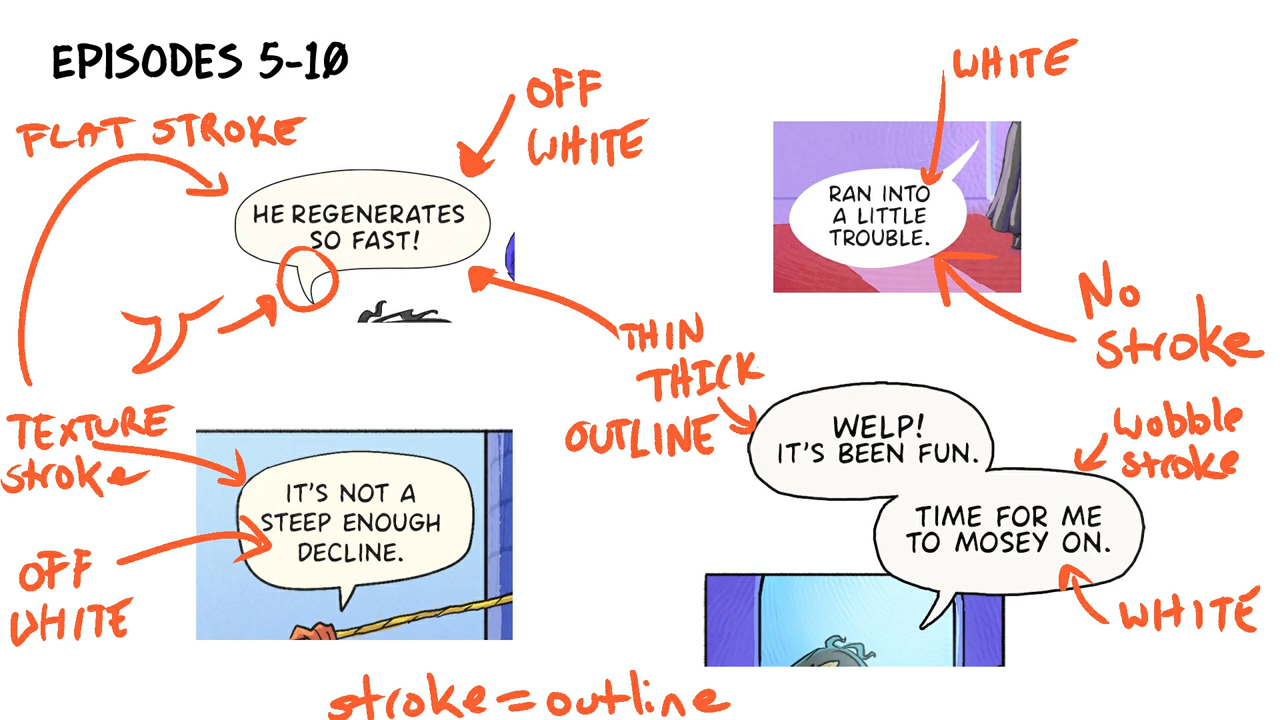 EPISODES 5-10
WHITE
OFF
WHITE
FLAT STROKE
HE REGENERATES
SO FAST!
RAN INTO
A LITTLE
TROUBLE.
No
stroke
THIN
THICK
OUTLINE
TEXTURE
stroke
WELP!
IT'S BEEN FUN.
wobble
stroke
IT'S NOT A
STEEP ENOUGH
DECLINE.
TIME FOR ME
TO MOSEY ON.
OFF
WHITE
WHITE
stroke = outline